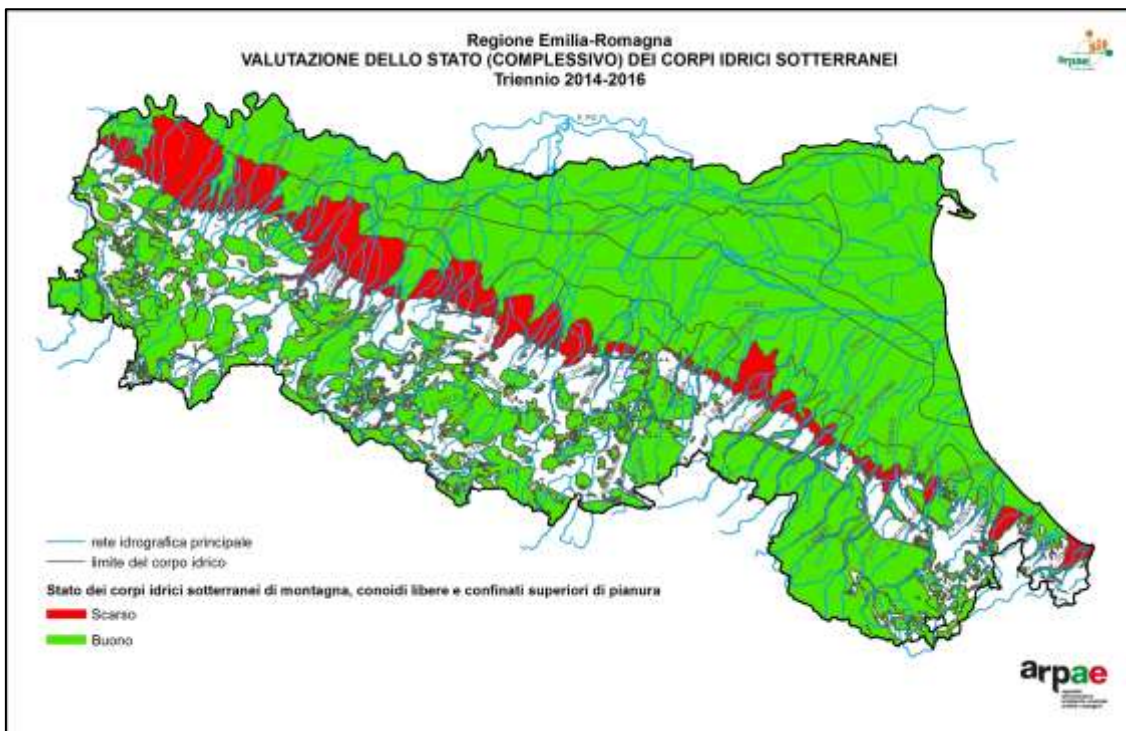 Regione Emilia-Romagna
VALUTAZIONE DELLO STATO (COMPLESSIVO) DEI CORPI IDRICI SOTTERRANEI
Triennio 2014-2016
arpae
rete idrografica principale
limite del corpo idrico
Stato dei corpi idrici sotterranei di montagna, conoidi libere e confinati superiori di pianura
Scarso
Buono
arpae